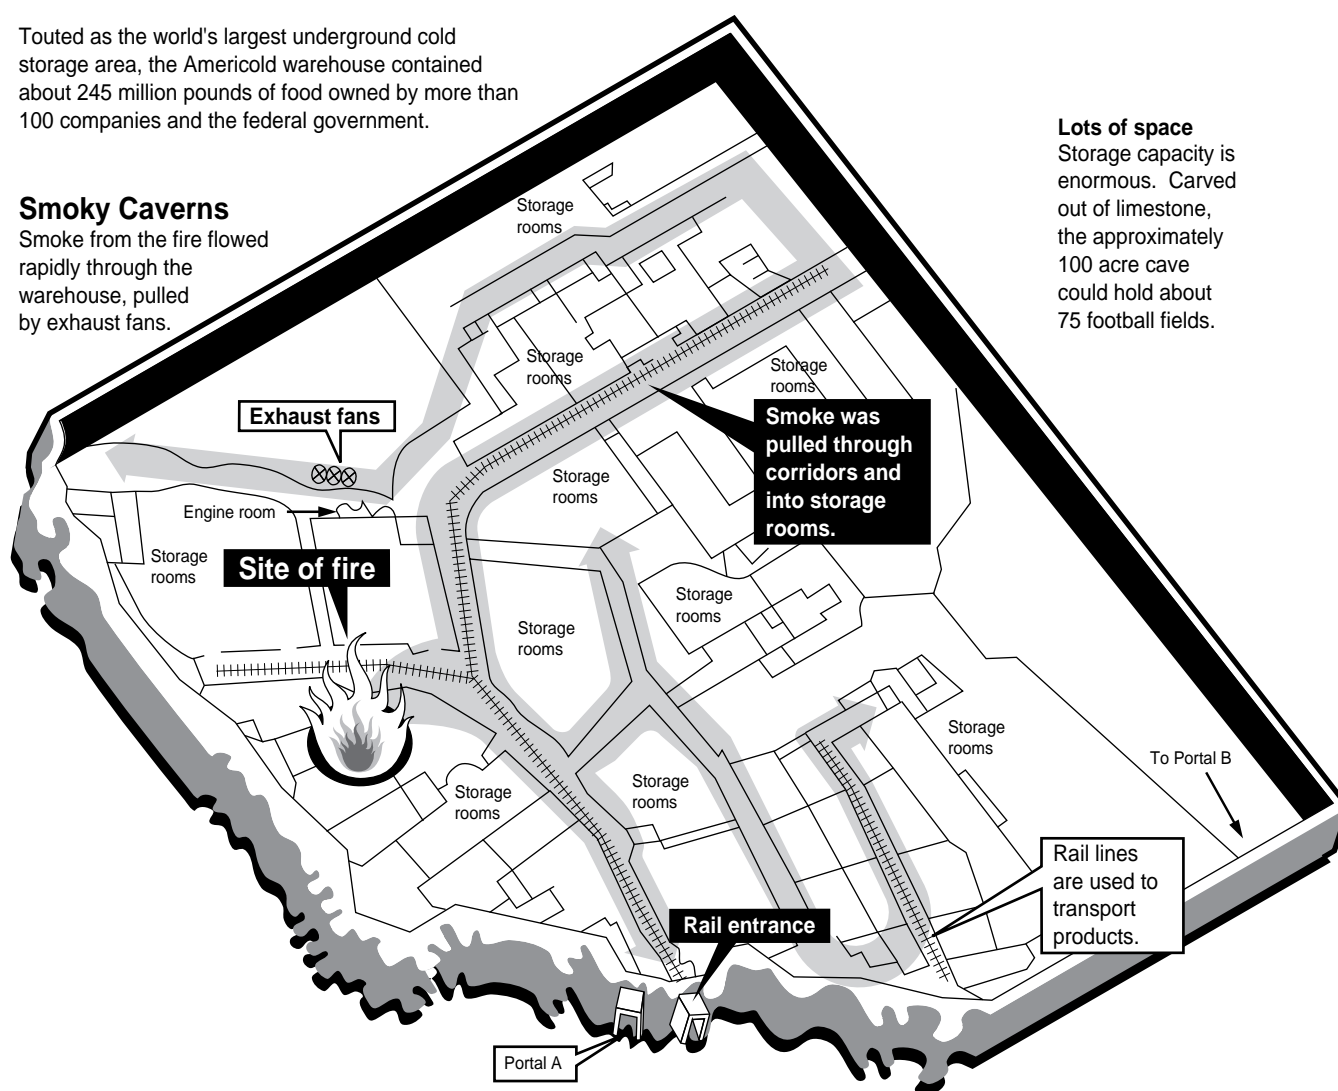 Touted as the world's largest underground cold
storage area, the Americold warehouse contained
about 245 million pounds of food owned by more than
100 companies and the federal government.
Lots of space
Storage capacity is
enormous.  Carved
out of limestone,
the approximately
100 acre cave
could hold about
75 football fields.
Smoky Caverns
Smoke from the fire flowed
rapidly through the
warehouse, pulled
by exhaust fans.
Storage
rooms
Storage
rooms
Storage
rooms
Exhaust fans
Smoke was
pulled through
corridors and
into storage
rooms.
Storage
rooms
Engine room
Storage
rooms
Site of fire
Storage
rooms
Storage
rooms
Storage
rooms
To Portal B
Storage
rooms
Storage
rooms
Rail lines
are used to
transport
products.
Rail entrance
Portal A